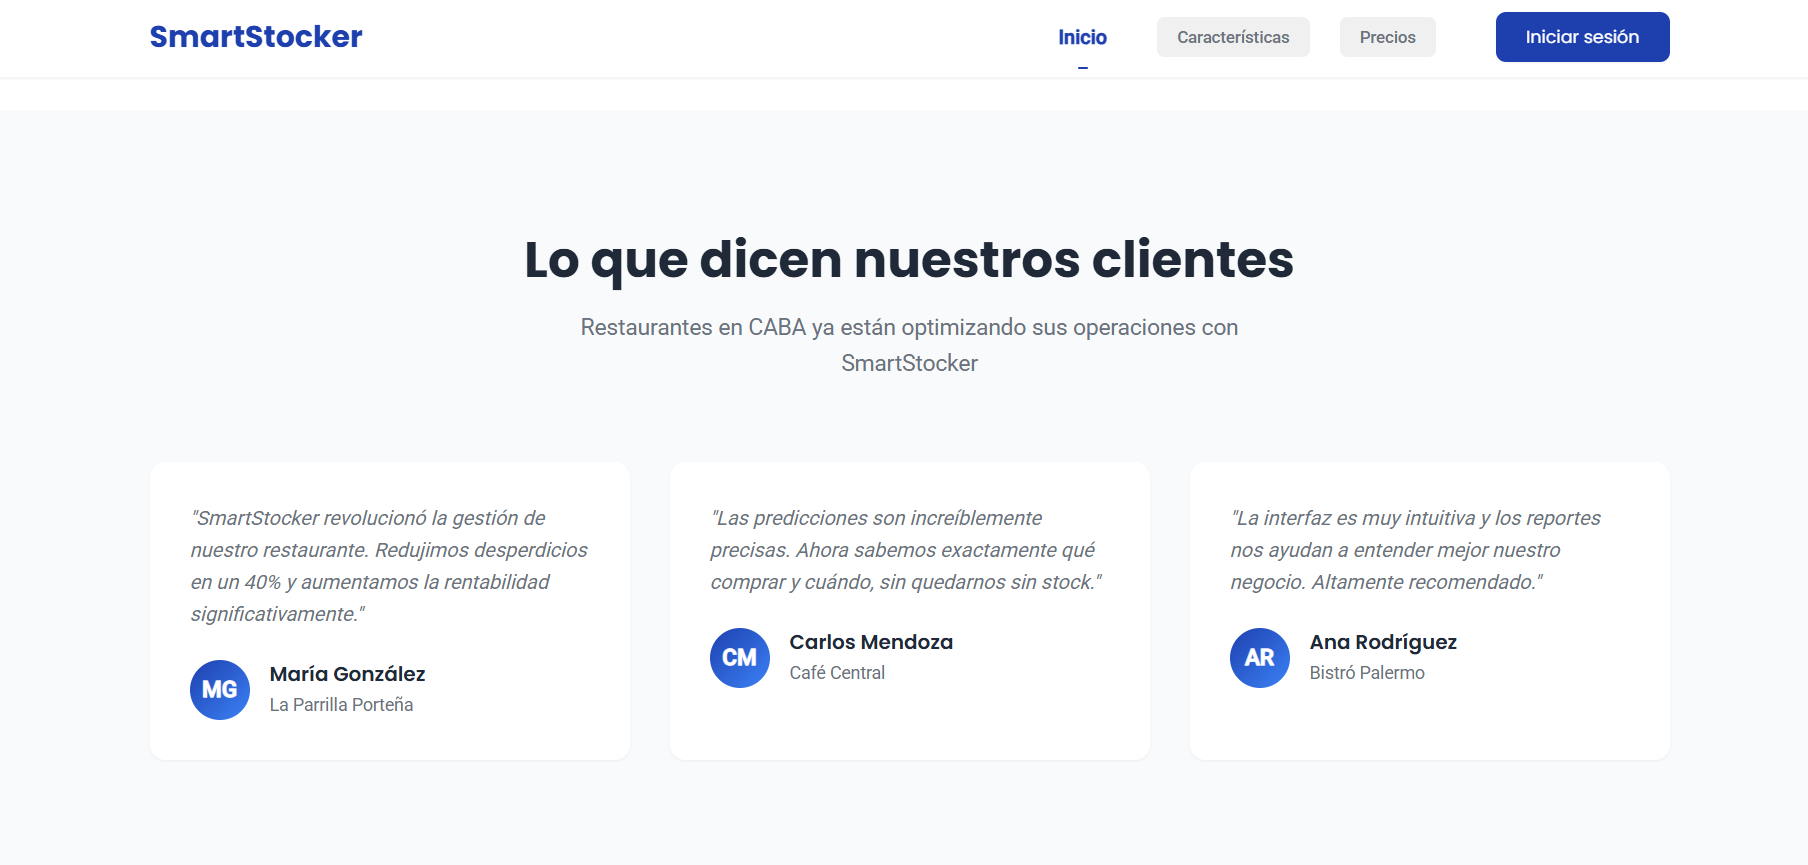 SmartStocker
Inicio
Características
Precios
Iniciar sesión
Lo que dicen nuestros clientes
Restaurantes en CABA ya están optimizando sus operaciones con
SmartStocker
"SmartStocker revolucionó la gestión de
nuestro restaurante. Redujimos desperdicios
en un 40% y aumentamos la rentabilidad
significativamente."
MG
María González
La Parrilla Porteña
"Las predicciones son increíblemente
precisas. Ahora sabemos exactamente qué
comprar y cuándo, sin quedarnos sin stock."
CM
Carlos Mendoza
Café Central
"La interfaz es muy intuitiva y los reportes
nos ayudan a entender mejor nuestro
negocio. Altamente recomendado."
AR
Ana Rodríguez
Bistró Palermo